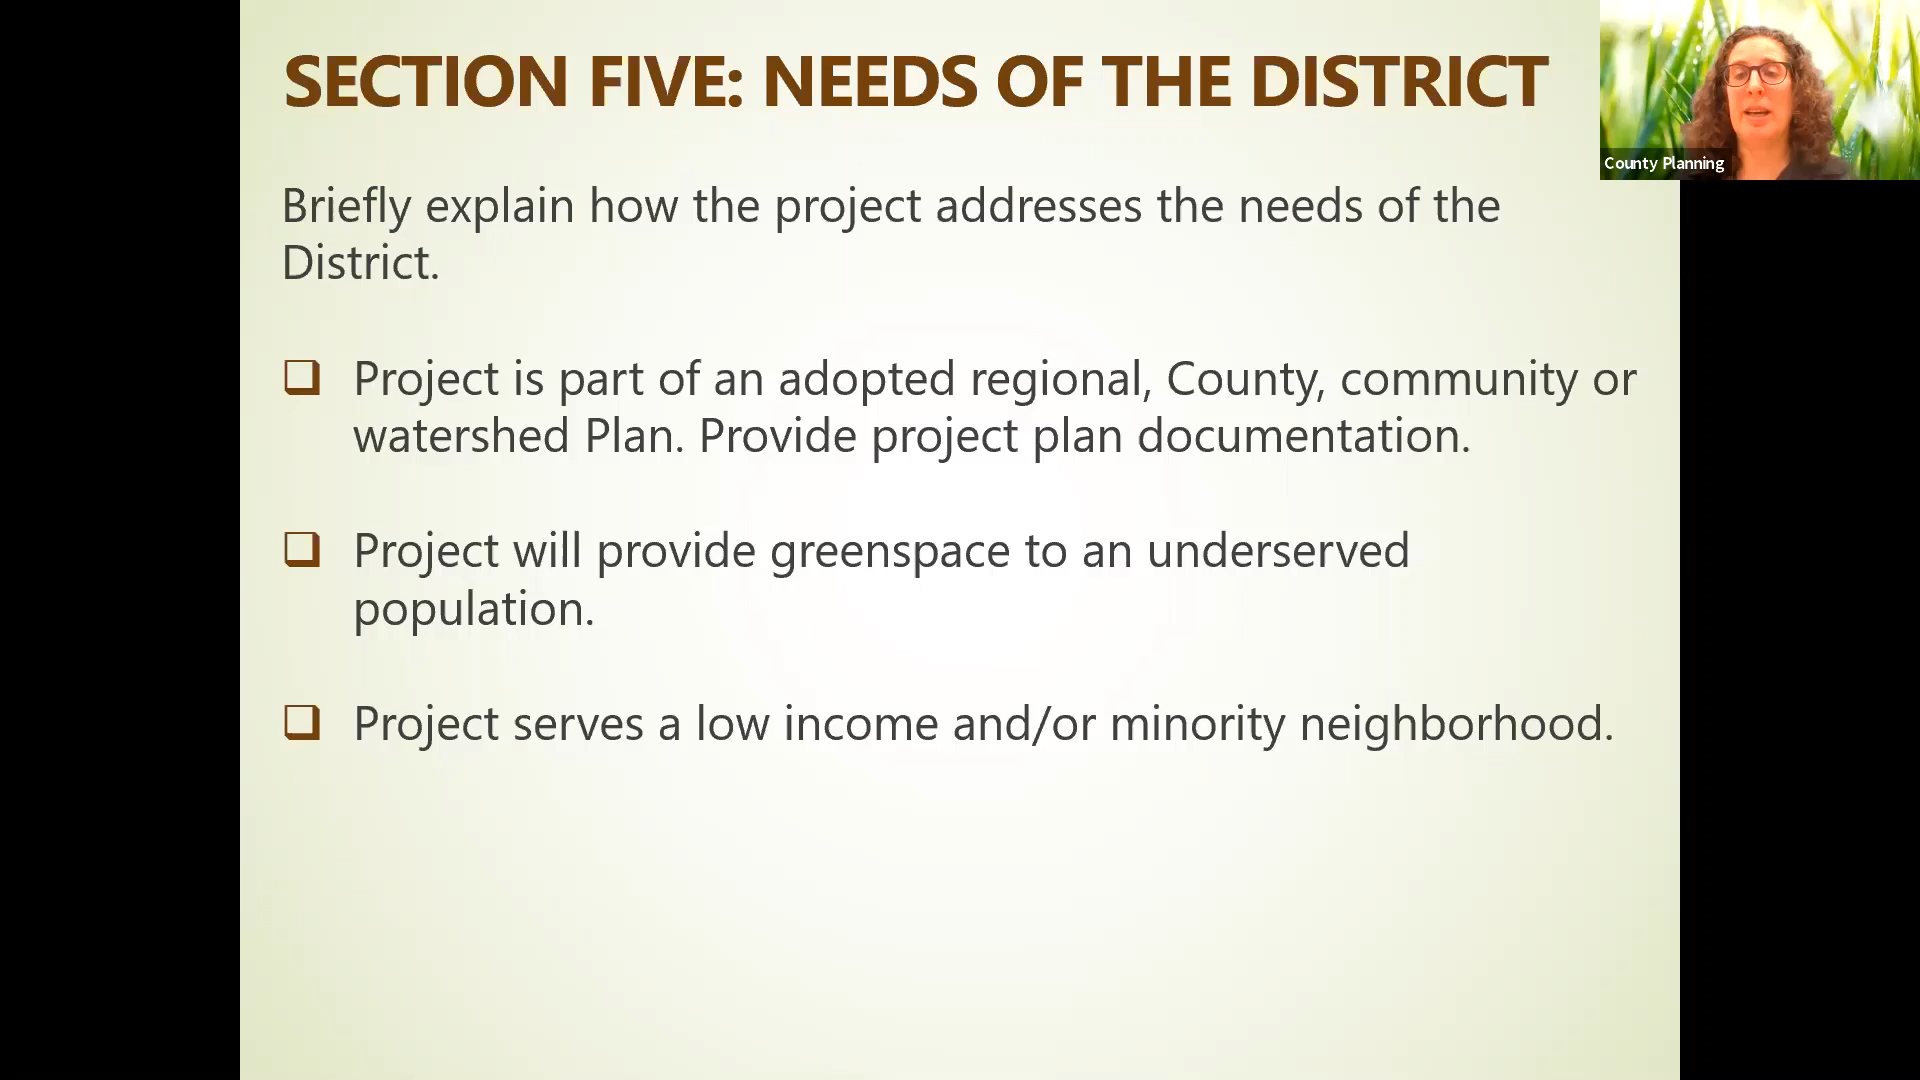 SECTION FIVE: NEEDS OF THE DISTRICT
County Planning
Briefly explain how the project addresses the needs of the
District.
Project is part of an adopted regional, County, community or
watershed Plan. Provide project plan documentation.
Project will provide greenspace to an underserved
population.
Project serves a low income and/or minority neighborhood.